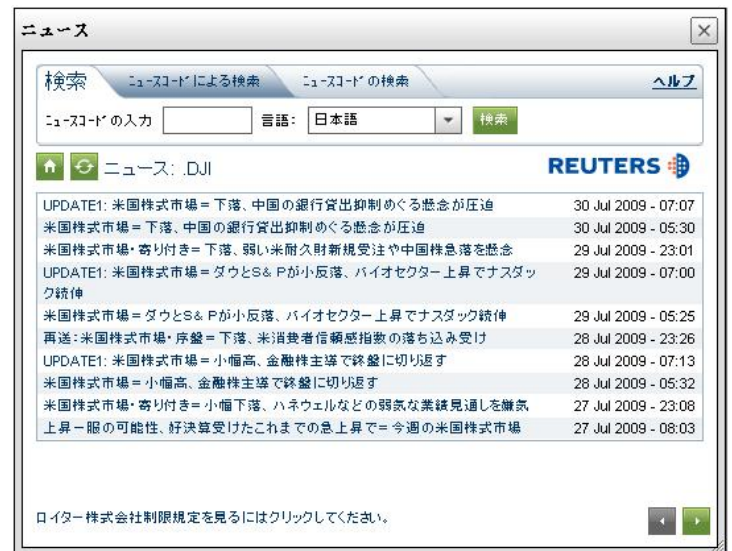 ニュース
検索 ﾆｭｰｽｺｰﾄﾞによる検索 ﾆｭｰｽｺｰﾄﾞの検索 ヘルプ
ﾆｭｰｽｺｰﾄﾞの入力 言語: 日本語 検索
ニュース: .DJI REUTERS
UPDATE1: 米国株式市場=下落、中国の銀行貸出抑制めぐる懸念が圧迫 30 Jul 2009 - 07:07
米国株式市場=下落、中国の銀行貸出抑制めぐる懸念が圧迫 30 Jul 2009 - 05:30
米国株式市場・寄り付き=下落、弱い米耐久財新規受注や中国株急落を懸念 29 Jul 2009 - 23:01
UPDATE1: 米国株式市場=ダウとS&Pが小反落、バイオセクター上昇でナスダッ 29 Jul 2009 - 07:00
ク続伸
米国株式市場=ダウとS&Pが小反落、バイオセクター上昇でナスダック続伸 29 Jul 2009 - 05:25
再送:米国株式市場・序盤=下落、米消費者信頼感指数の落ち込み受け 28 Jul 2009 - 23:26
UPDATE1: 米国株式市場=小幅高、金融株主導で終盤に切り返す 28 Jul 2009 - 07:13
米国株式市場=小幅高、金融株主導で終盤に切り返す 28 Jul 2009 - 05:32
米国株式市場・寄り付き=小幅下落、ハネウェルなどの弱気な業績見通しを嫌気 27 Jul 2009 - 23:08
上昇一服の可能性、好決算受けたこれまでの急上昇で=今週の米国株式市場 27 Jul 2009 - 08:03
ロイター株式会社制限規定を見るにはクリックしてください。